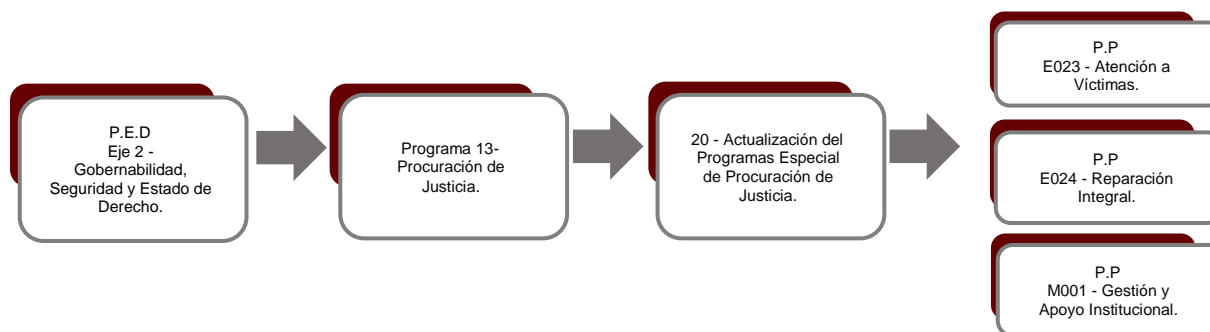 P.E.D
Eje 2 -
Gobernabilidad,
Seguridad y Estado de
Derecho.
Programa 13-
Procuración de
Justicia.
20 - Actualización del
Programas Especial
de Procuración de
Justicia.
P.P
E023 - Atención a
Víctimas.
P.P
E024 - Reparación
Integral.
P.P
M001 - Gestión y
Apoyo Institucional.